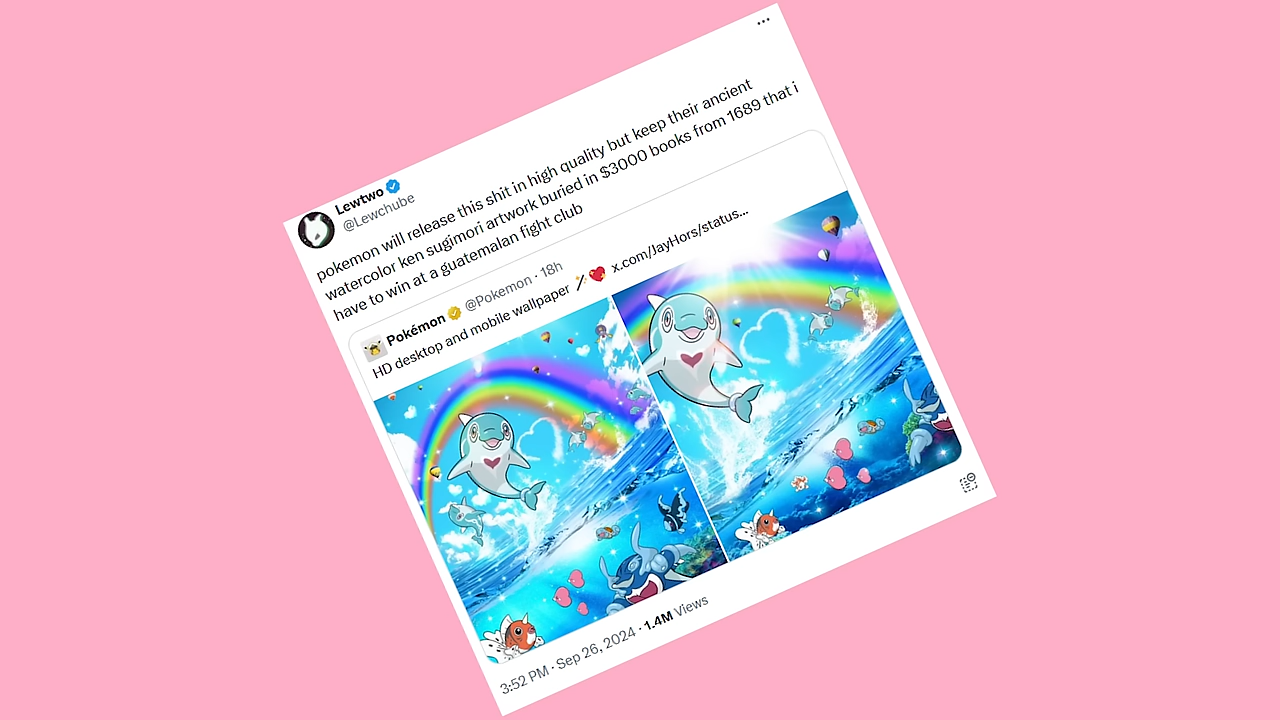 Lewtwo
@Lewchube
pokemon will release this shit in high quality but keep their ancient
watercolor ken sugimori artwork buried in $3000 books from 1689 that i
have to win at a guatemalan fight club
Pokémon @Pokemon · 18h
HD desktop and mobile wallpaper 🪄💖 x.com/JayHors/status...
3:52 PM · Sep 26, 2024 · 1.4M Views